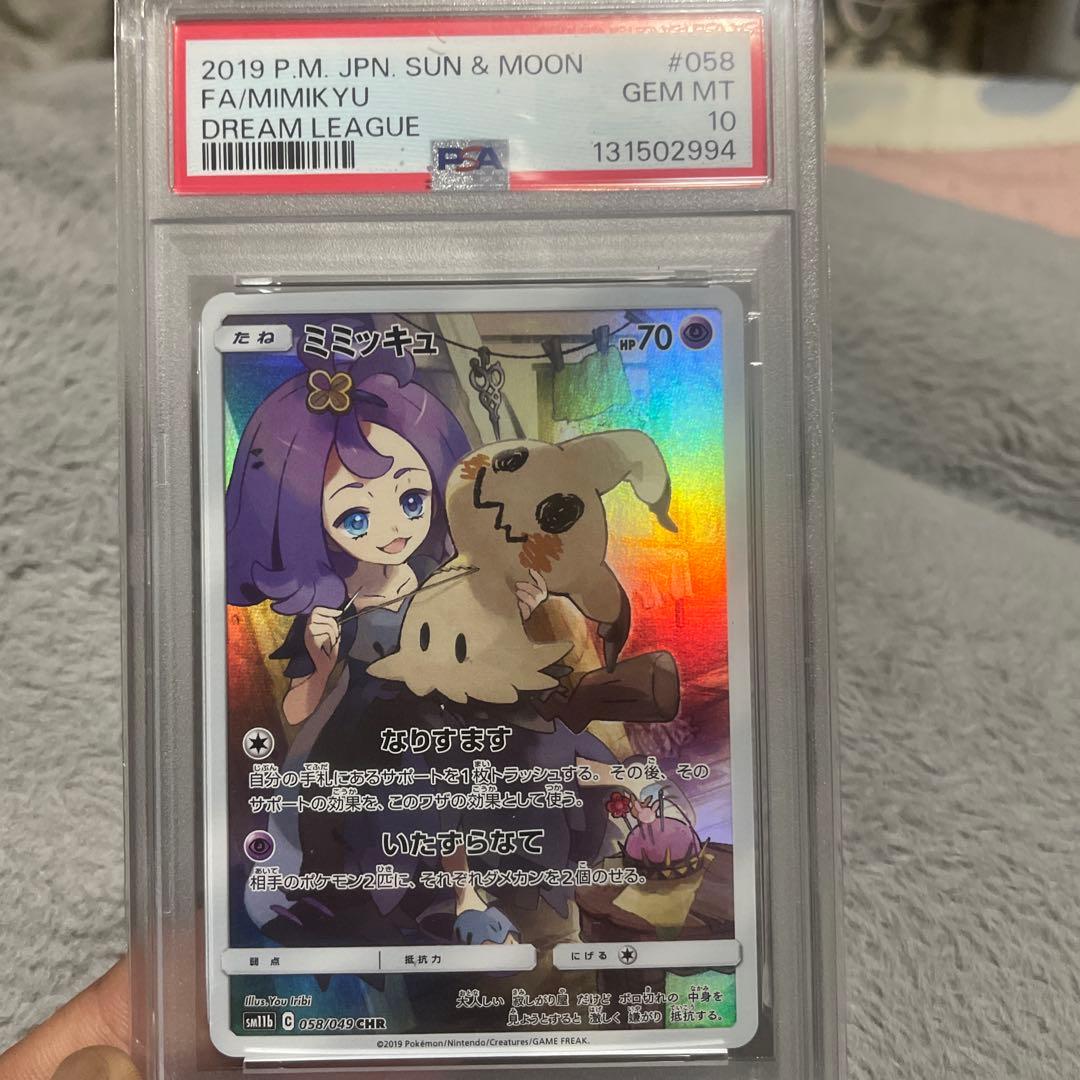 2019 P.M. JPN. SUN & MOON #058
FA/MIMIKYU GEM MT
DREAM LEAGUE 10
PSA 131502994
たね ミミッキュ HP70
なりすます
自分の手札にあるサポートを1枚トラッシュする。その後、その
サポートの効果を、このワザの効果として使う。
いたずらなて
相手のポケモン2匹に、それぞれダメカンを2個のせる。
弱点 抵抗力 にげる
Illus. You Iribi
大人しい 寂しがり屋 だけど ボロ切れの 中身を
見ようとすると 激しく 嫌がり 抵抗する。
sm11b C 058/049 CHR
©2019 Pokémon/Nintendo/Creatures/GAME FREAK.